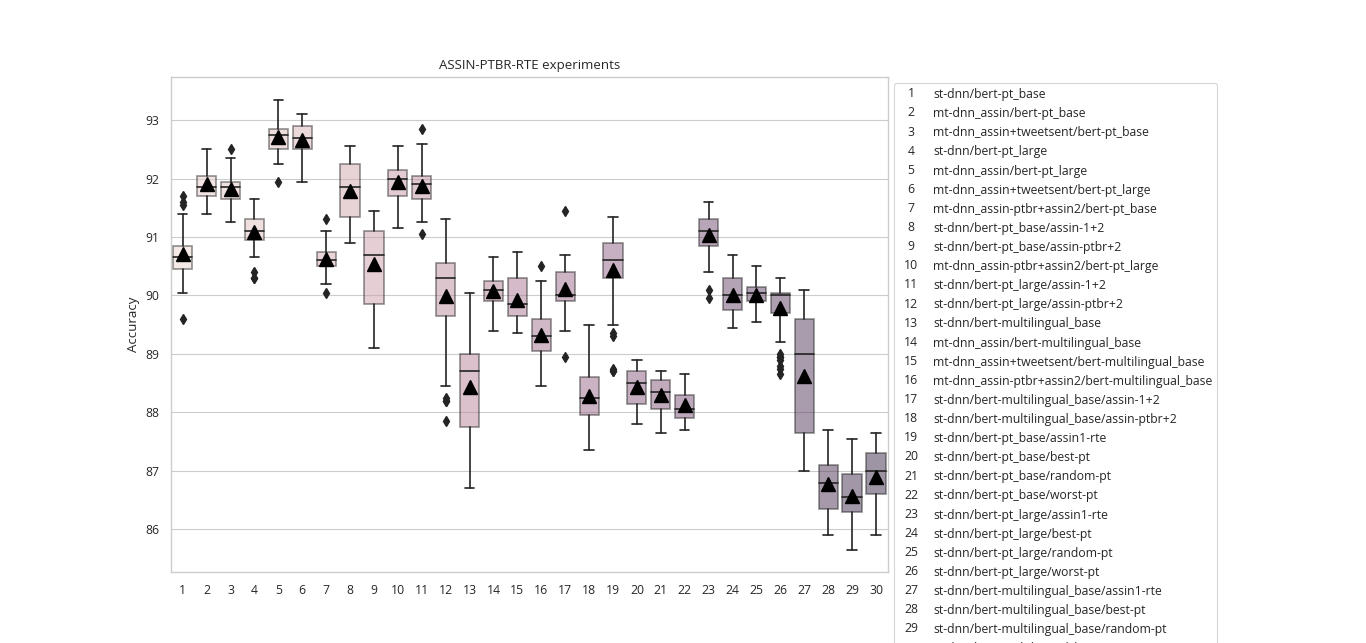 ASSIN-PTBR-RTE experiments
Accuracy
93
92
91
90
89
88
87
86
1 2 3 4 5 6 7 8 9 10 11 12 13 14 15 16 17 18 19 20 21 22 23 24 25 26 27 28 29 30
1 st-dnn/bert-pt_base
2 mt-dnn_assin/bert-pt_base
3 mt-dnn_assin+tweetsent/bert-pt_base
4 st-dnn/bert-pt_large
5 mt-dnn_assin/bert-pt_large
6 mt-dnn_assin+tweetsent/bert-pt_large
7 mt-dnn_assin-ptbr+assin2/bert-pt_base
8 st-dnn/bert-pt_base/assin-1+2
9 st-dnn/bert-pt_base/assin-ptbr+2
10 mt-dnn_assin-ptbr+assin2/bert-pt_large
11 st-dnn/bert-pt_large/assin-1+2
12 st-dnn/bert-pt_large/assin-ptbr+2
13 st-dnn/bert-multilingual_base
14 mt-dnn_assin/bert-multilingual_base
15 mt-dnn_assin+tweetsent/bert-multilingual_base
16 mt-dnn_assin-ptbr+assin2/bert-multilingual_base
17 st-dnn/bert-multilingual_base/assin-1+2
18 st-dnn/bert-multilingual_base/assin-ptbr+2
19 st-dnn/bert-pt_base/assin1-rte
20 st-dnn/bert-pt_base/best-pt
21 st-dnn/bert-pt_base/random-pt
22 st-dnn/bert-pt_base/worst-pt
23 st-dnn/bert-pt_large/assin1-rte
24 st-dnn/bert-pt_large/best-pt
25 st-dnn/bert-pt_large/random-pt
26 st-dnn/bert-pt_large/worst-pt
27 st-dnn/bert-multilingual_base/assin1-rte
28 st-dnn/bert-multilingual_base/best-pt
29 st-dnn/bert-multilingual_base/random-pt